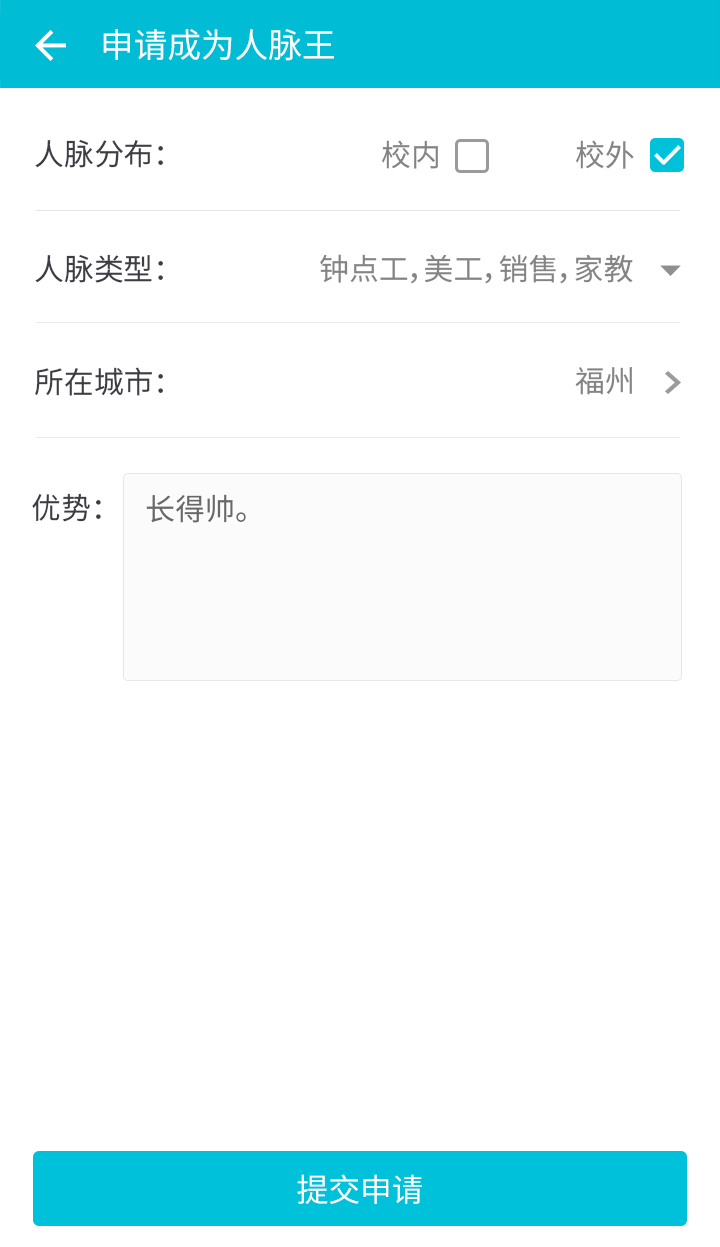 申请成为人脉王
人脉分布： 校内 校外
人脉类型： 钟点工，美工，销售，家教
所在城市： 福州
优势： 长得帅。
提交申请